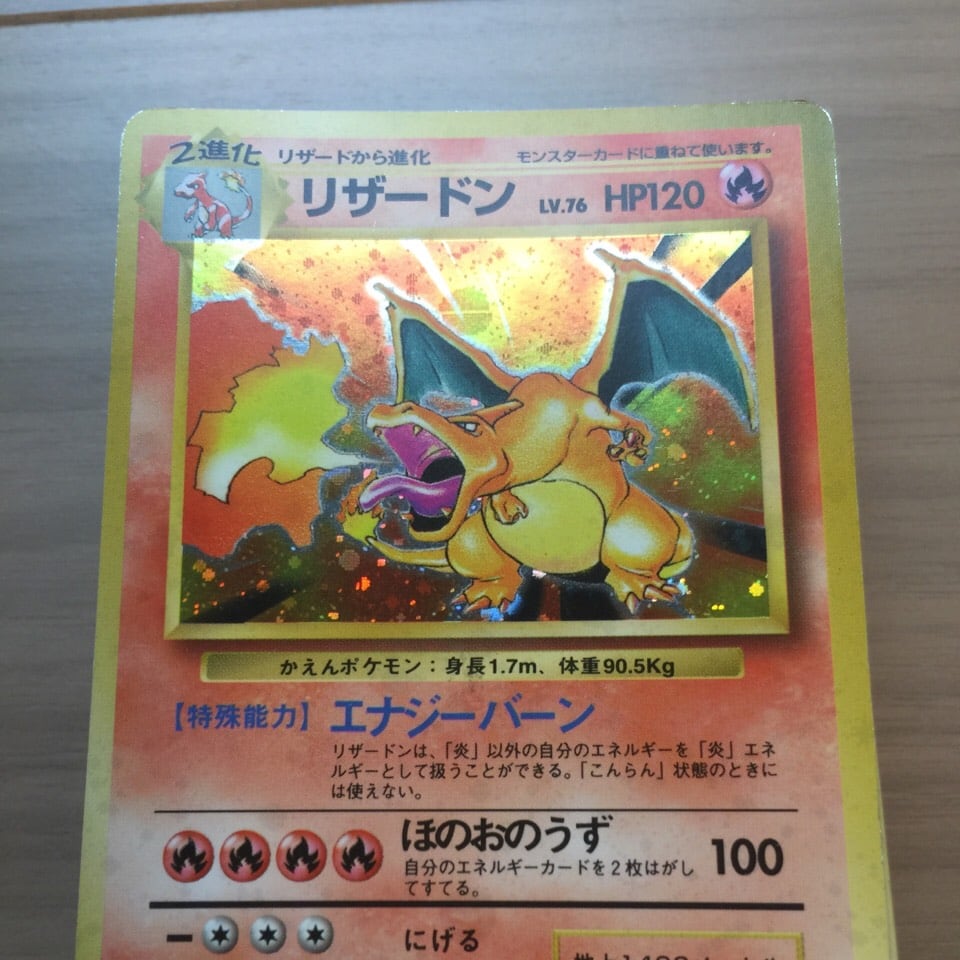 2進化 リザードから進化 モンスターカードに重ねて使います。
リザードン LV.76 HP120
かえんポケモン：身長1.7m、体重90.5Kg
【特殊能力】 エナジーバーン
リザードンは、「炎」以外の自分のエネルギーを「炎」エネ
ルギーとして扱うことができる。「こんらん」状態のときに
は使えない。
ほのおのうず 100
自分のエネルギーカードを2枚はがし
てすてる。
ー にげる